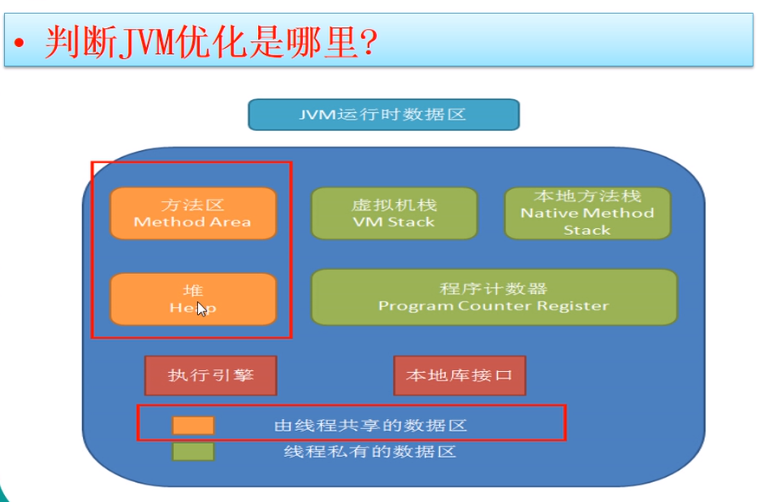 • 判断JVM优化是哪里?
JVM运行时数据区
方法区
Method Area
虚拟机栈
VM Stack
本地方法栈
Native Method
Stack
堆
Heap
程序计数器
Program Counter Register
执行引擎
本地库接口
由线程共享的数据区
线程私有的数据区